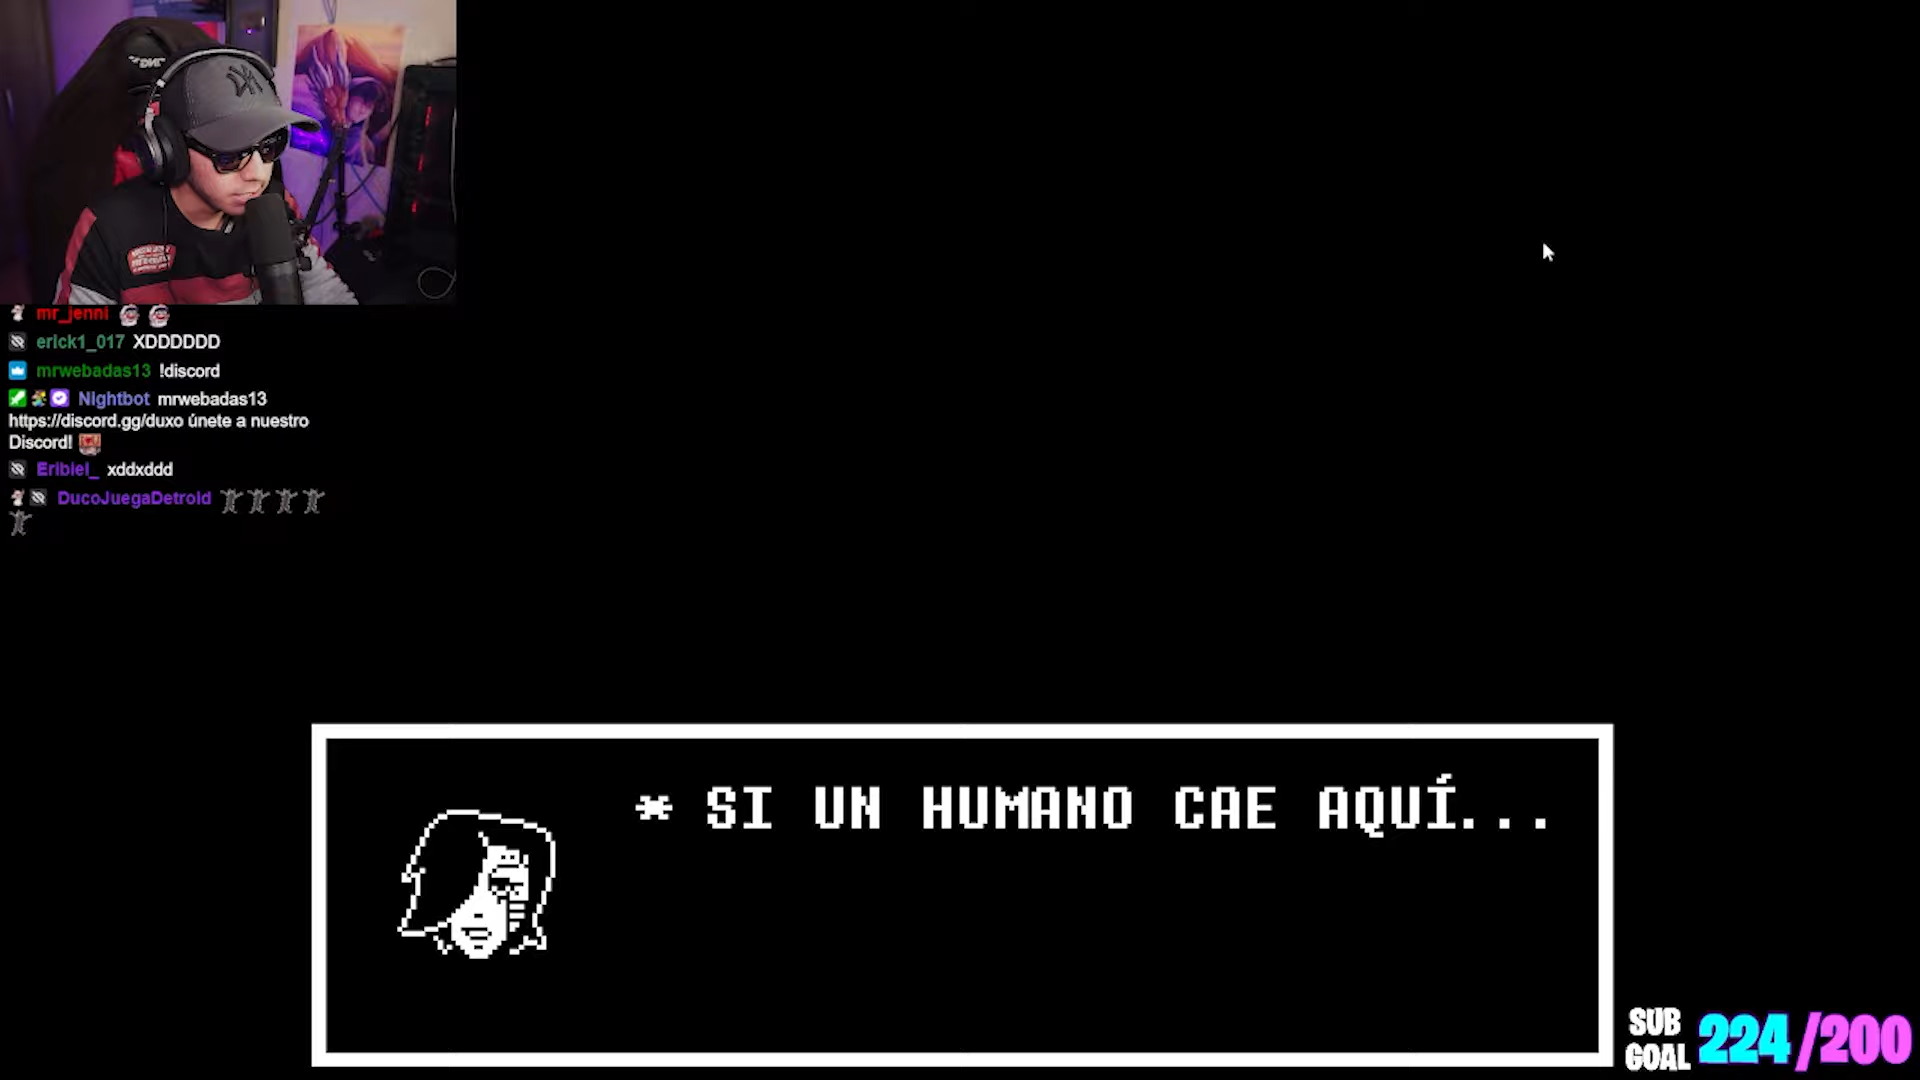 mr_jenni
erick1_017 XDDDDDD
mrwebadas13 !discord
Nightbot mrwebadas13
https://discord.gg/duxo únete a nuestro
Discord!
Eribiel_ xddxddd
DucoJuegaDetroid
* SI UN HUMANO CAE AQUÍ...
SUB
GOAL 224/200